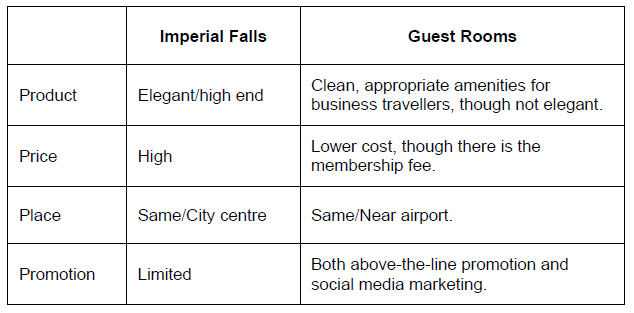 Imperial Falls
Guest Rooms
Product
Elegant/high end
Clean, appropriate amenities for
business travellers, though not elegant.
Price
High
Lower cost, though there is the
membership fee.
Place
Same/City centre
Same/Near airport.
Promotion
Limited
Both above-the-line promotion and
social media marketing.